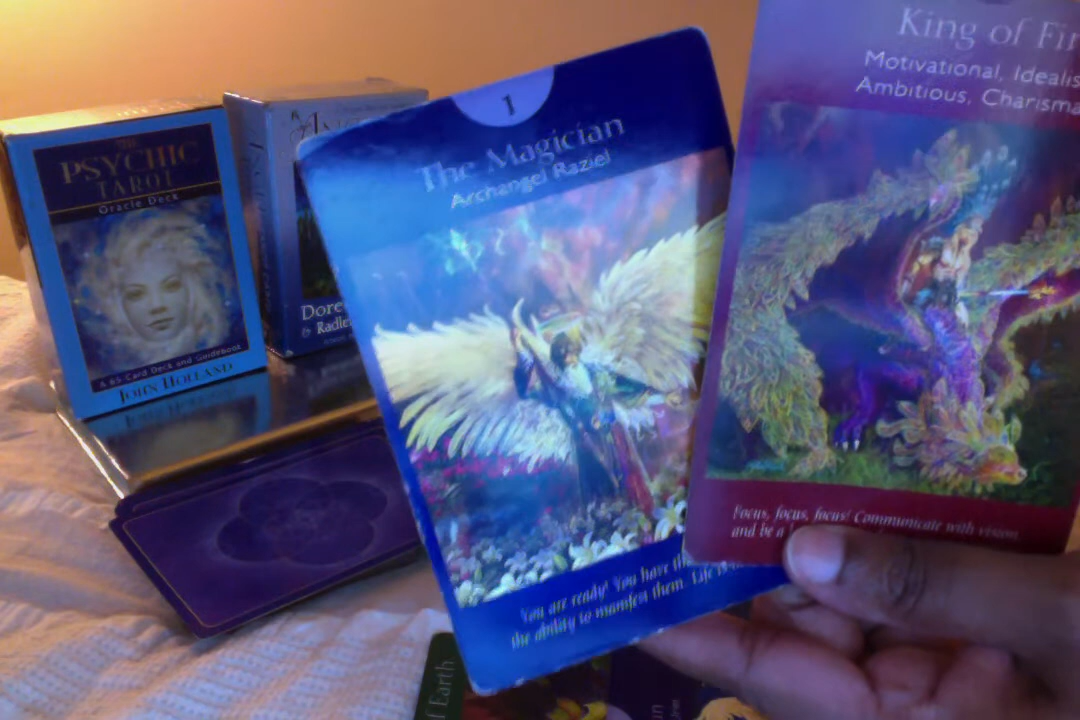 THE
PSYCHIC
TAROT
Oracle Deck
A 65-Card Deck and Guidebook
JOHN HOLLAND
Dore
& Radle
1
The Magician
Archangel Raziel
You are ready! You have
the ability to manifest them. Life is
King of Fir
Motivational, Idealis
Ambitious, Charisma
Focus, focus, focus! Communicate with vision
and be a
Earth